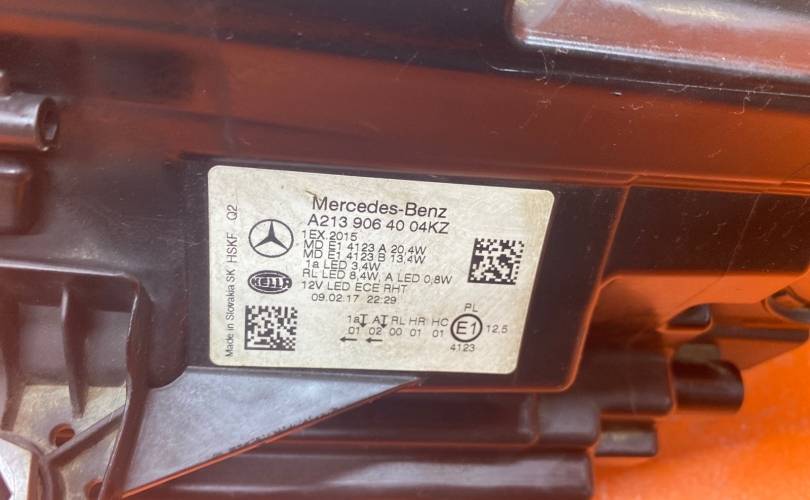 Mercedes-Benz
A213 906 40 04KZ
1EX 2015
MD E1 4123 A 20,4W
MD E1 4123 B 13,4W
1a LED 3,4W
RL LED 8,4W, A LED 0,8W
12V LED ECE RHT
09.02.17 22:29
HELLA
Made in Slovakia SK HSKF Q2
PL
1a A RL HR HC E1 12,5
01 02 00 01 01 4123